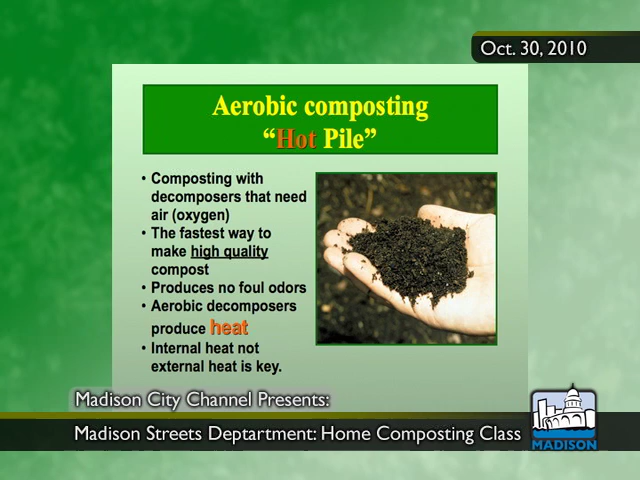 Oct. 30, 2010
Aerobic composting
“Hot Pile”
• Composting with
decomposers that need
air (oxygen)
• The fastest way to
make high quality
compost
• Produces no foul odors
• Aerobic decomposers
produce heat
• Internal heat not
external heat is key.
Madison City Channel Presents:
Madison Streets Deptartment: Home Composting Class
MADISON